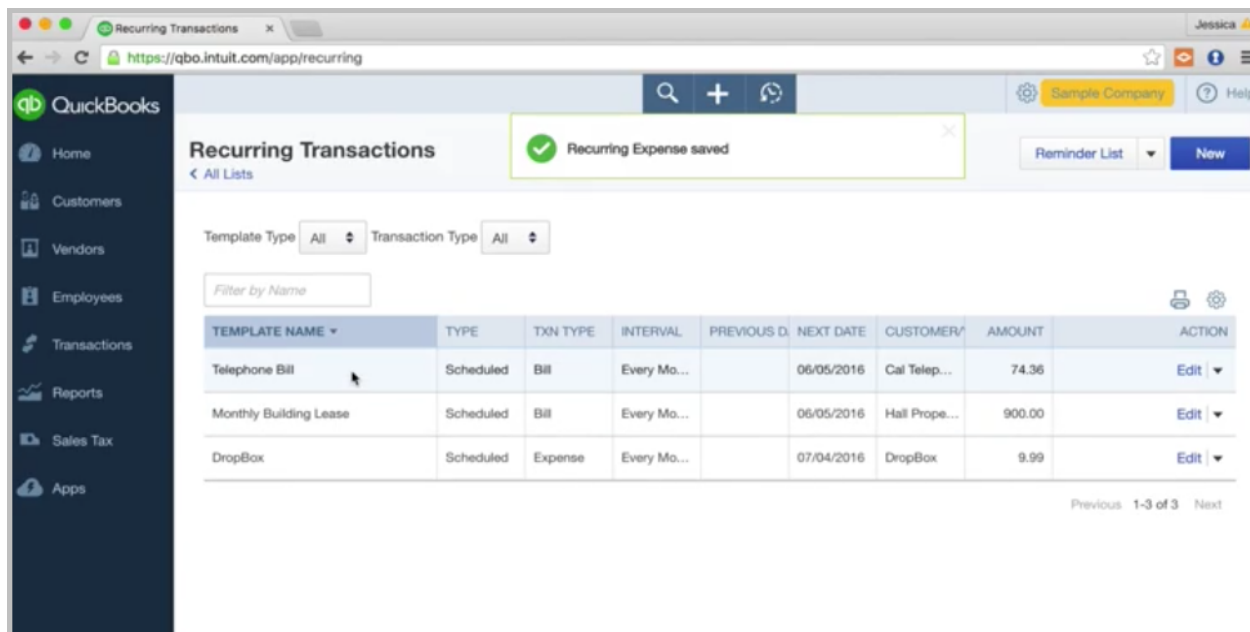 Recurring Transactions
Jessica
https://qbo.intuit.com/app/recurring
qb QuickBooks
Sample Company
? Help
Home
Customers
Vendors
Employees
Transactions
Reports
Sales Tax
Apps
Recurring Transactions
All Lists
Recurring Expense saved
Reminder List
New
Template Type All Transaction Type All
Filter by Name
TEMPLATE NAME TYPE TXN TYPE INTERVAL PREVIOUS D. NEXT DATE CUSTOMER/ AMOUNT ACTION
Telephone Bill Scheduled Bill Every Mo... 06/05/2016 Cal Telep... 74.36 Edit
Monthly Building Lease Scheduled Bill Every Mo... 06/05/2016 Hall Prope... 900.00 Edit
DropBox Scheduled Expense Every Mo... 07/04/2016 DropBox 9.99 Edit
Previous 1-3 of 3 Next